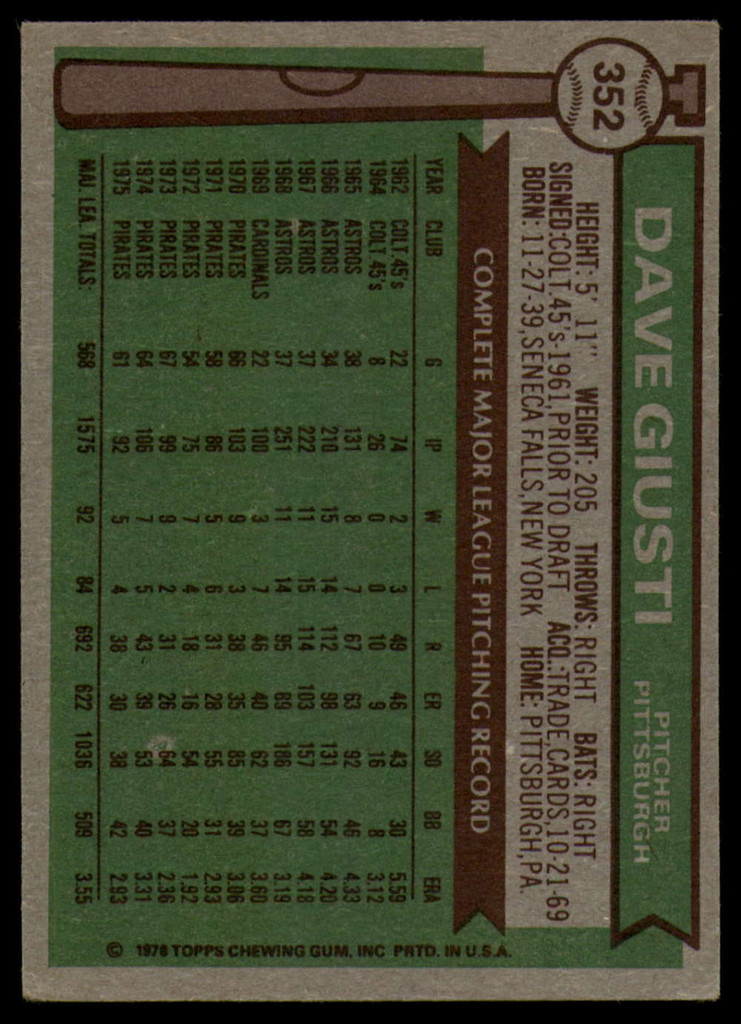 352
DAVE GIUSTI
PITCHER
PITTSBURGH
HEIGHT: 5' 11" WEIGHT: 205 THROWS: RIGHT BATS: RIGHT
SIGNED: COLT. 45's-1961, PRIOR TO DRAFT ACQ.: TRADE, CARDS, 10-21-69
BORN: 11-27-39, SENECA FALLS, NEW YORK HOME: PITTSBURGH, PA.
COMPLETE MAJOR LEAGUE PITCHING RECORD
YEAR CLUB G IP W L R ER SO BB ERA
1962 COLT .45's 22 74 2 3 49 46 43 30 5.59
1964 COLT .45's 8 26 0 0 10 9 16 8 3.12
1965 ASTROS 38 131 8 7 67 63 92 46 4.33
1966 ASTROS 34 210 15 14 112 98 131 54 4.20
1967 ASTROS 37 222 11 15 114 103 157 58 4.18
1968 ASTROS 37 251 11 14 95 89 186 67 3.19
1969 CARDINALS 22 100 3 7 46 40 62 37 3.60
1970 PIRATES 66 103 9 3 38 35 85 39 3.06
1971 PIRATES 58 86 5 6 31 28 55 31 2.93
1972 PIRATES 54 75 7 4 18 16 54 20 1.92
1973 PIRATES 67 99 9 2 31 26 64 37 2.36
1974 PIRATES 64 106 7 5 43 39 53 40 3.31
1975 PIRATES 61 92 5 4 38 30 38 42 2.93
MAJ. LEA. TOTALS: 568 1575 92 84 692 622 1036 509 3.55
© 1976 TOPPS CHEWING GUM, INC PRTD. IN U.S.A.